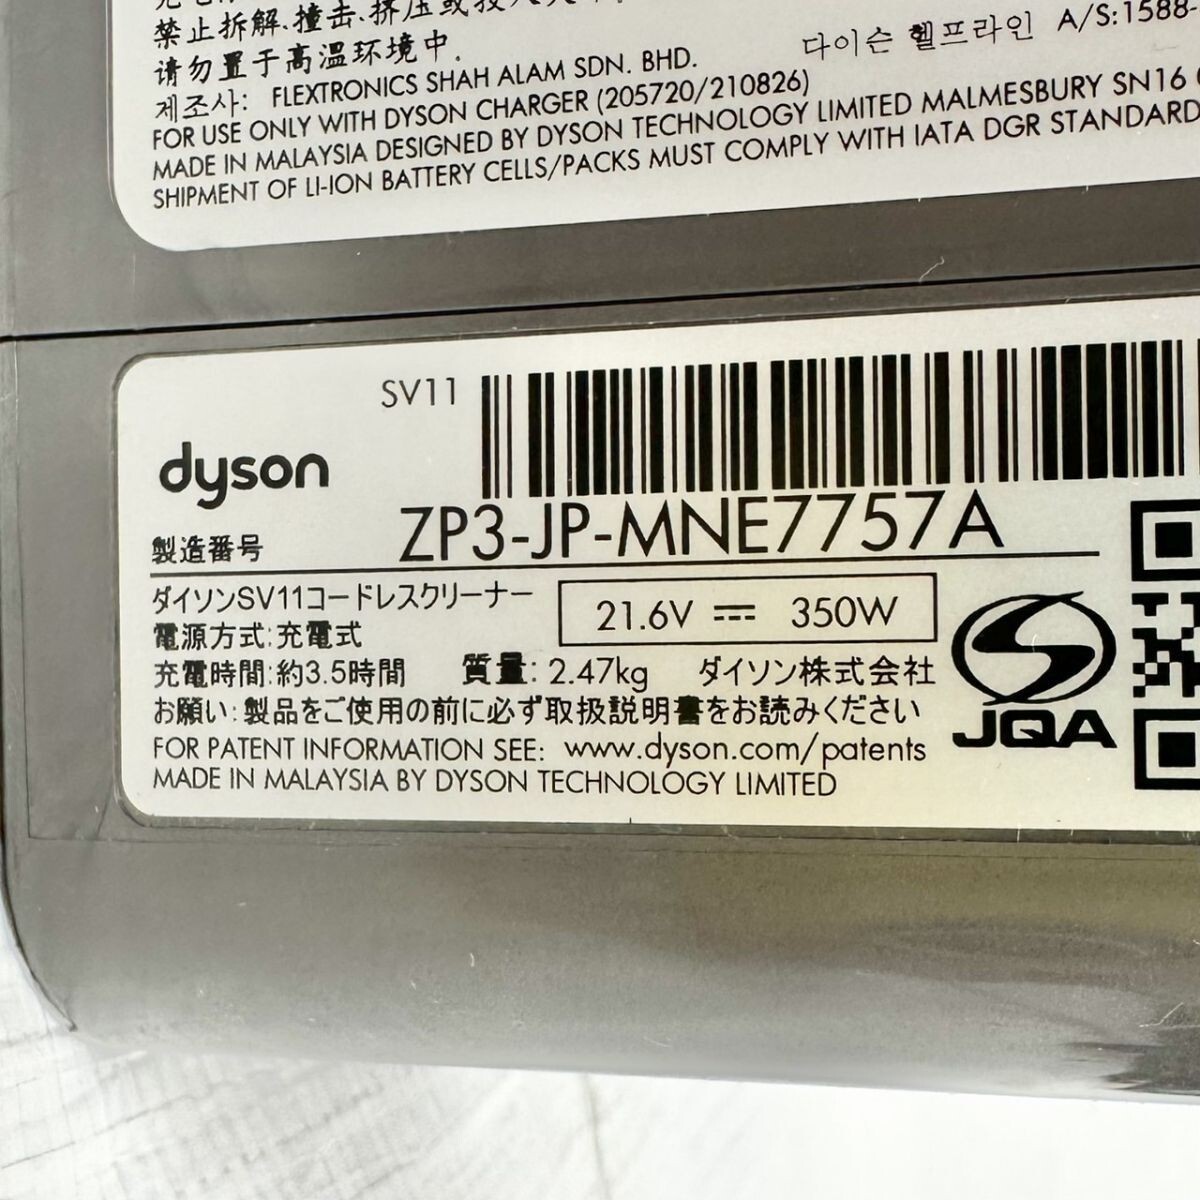 禁止拆解.撞击.挤压或投入火
请勿置于高温环境中.
다이슨 헬프라인 A/S:1588-
제조사: FLEXTRONICS SHAH ALAM SDN. BHD.
FOR USE ONLY WITH DYSON CHARGER (205720/210826)
MADE IN MALAYSIA DESIGNED BY DYSON TECHNOLOGY LIMITED MALMESBURY SN16
SHIPMENT OF LI-ION BATTERY CELLS/PACKS MUST COMPLY WITH IATA DGR STANDARD
SV11
dyson
製造番号 ZP3-JP-MNE7757A
ダイソンSV11コードレスクリーナー
21.6V ⎓ 350W
電源方式:充電式
充電時間:約3.5時間 質量: 2.47kg ダイソン株式会社
お願い:製品をご使用の前に必ず取扱説明書をお読みください
JQA
FOR PATENT INFORMATION SEE: www.dyson.com/patents
MADE IN MALAYSIA BY DYSON TECHNOLOGY LIMITED